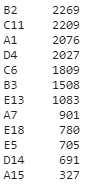 B2 2269
C11 2209
A1 2076
D4 2027
C6 1809
B3 1508
E13 1083
A7 901
E18 780
E5 705
D14 691
A15 327